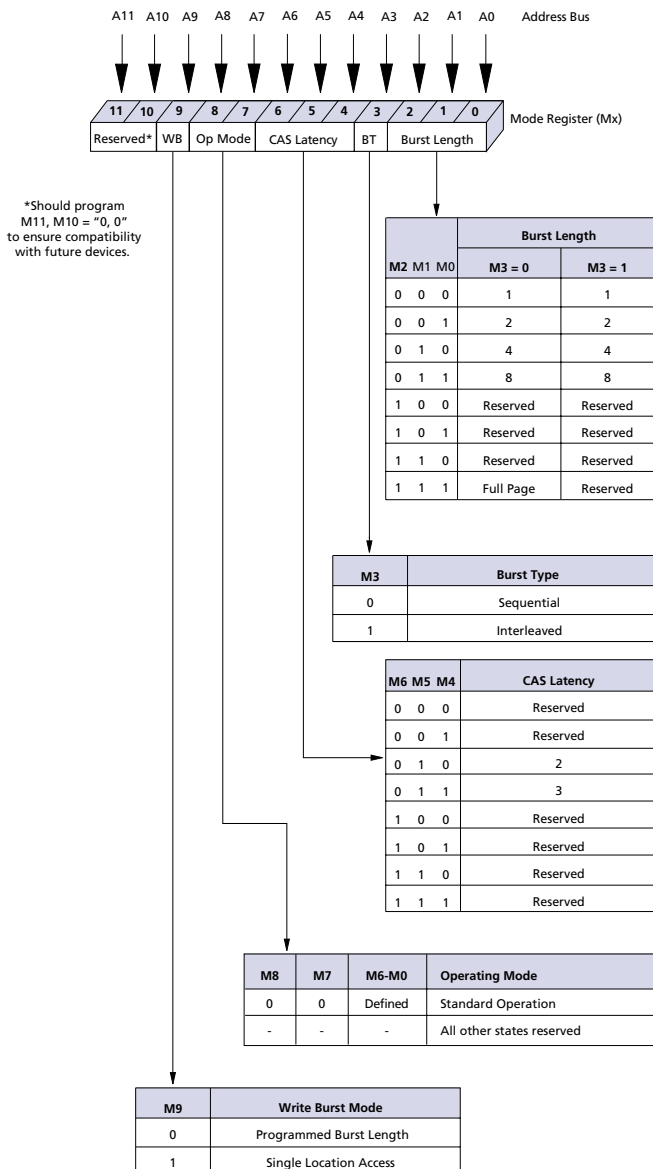 A11 A10 A9 A8 A7 A6 A5 A4 A3 A2 A1 A0 Address Bus
11 10 9 8 7 6 5 4 3 2 1 0
Mode Register (Mx)
Reserved* WB Op Mode CAS Latency BT Burst Length
*Should program
M11, M10 = “0, 0”
to ensure compatibility
with future devices.
Burst Length
M2 M1 M0 M3 = 0 M3 = 1
0 0 0 1 1
0 0 1 2 2
0 1 0 4 4
0 1 1 8 8
1 0 0 Reserved Reserved
1 0 1 Reserved Reserved
1 1 0 Reserved Reserved
1 1 1 Full Page Reserved
M3 Burst Type
0 Sequential
1 Interleaved
M6 M5 M4 CAS Latency
0 0 0 Reserved
0 0 1 Reserved
0 1 0 2
0 1 1 3
1 0 0 Reserved
1 0 1 Reserved
1 1 0 Reserved
1 1 1 Reserved
M8 M7 M6-M0 Operating Mode
0 0 Defined Standard Operation
- - - All other states reserved
M9 Write Burst Mode
0 Programmed Burst Length
1 Single Location Access